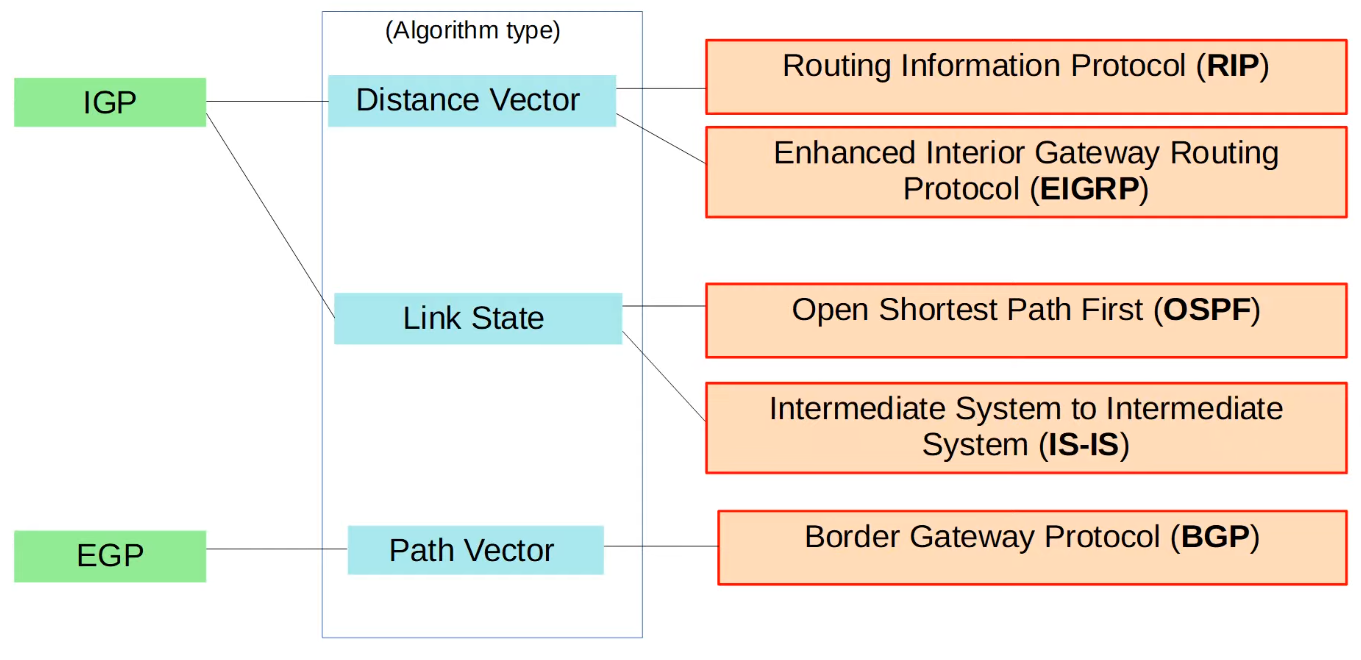 (Algorithm type)
IGP
Distance Vector
Routing Information Protocol (RIP)
Enhanced Interior Gateway Routing
Protocol (EIGRP)
Link State
Open Shortest Path First (OSPF)
Intermediate System to Intermediate
System (IS-IS)
EGP
Path Vector
Border Gateway Protocol (BGP)